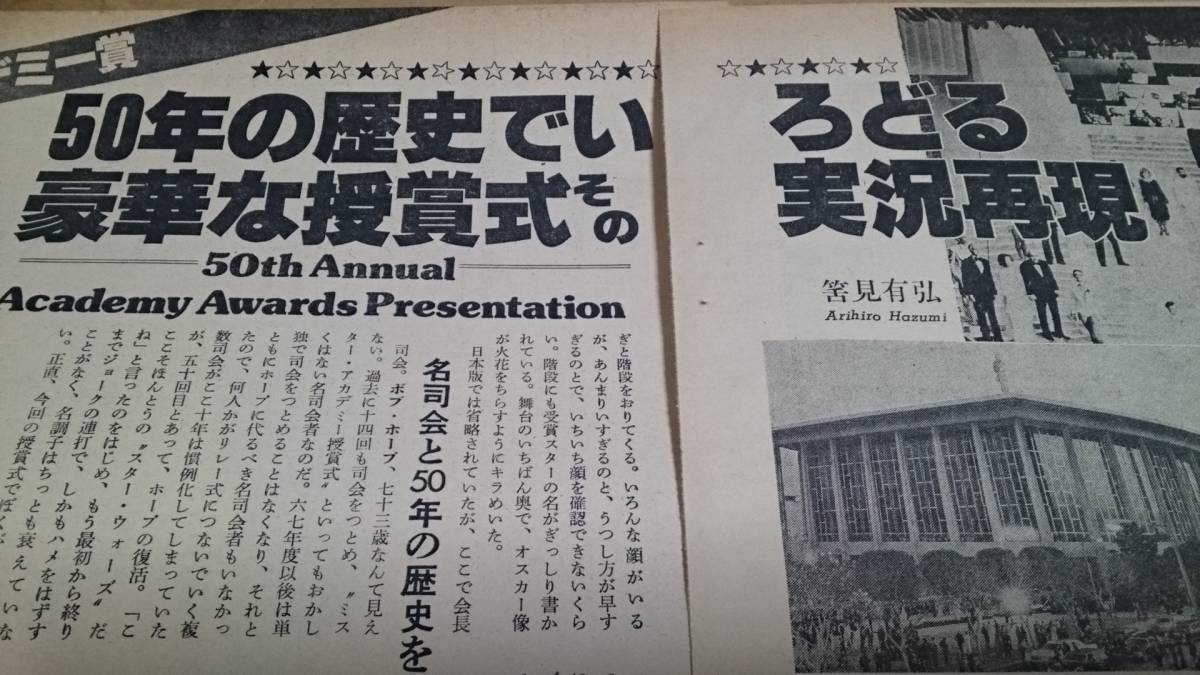 ドミー賞
★☆★☆★☆★☆★☆★☆★☆★☆
☆★☆★☆★☆
50年の歴史でい
ろどる
豪華な授賞式その
実況再現
50th Annual
Academy Awards Presentation
筈見有弘
Arihiro Hazumi
ぎと階段をおりてくる。いろんな顔がいる
が、あんまりいすぎるのと、うつし方が早す
ぎるのとで、いちいち顔を確認できないくら
い。階段にも受賞スターの名がぎっしり書か
れている。舞台のいちばん奥で、オスカー像
が火花をちらすようにキラめいた。
日本版では省略されていたが、ここで会長
名司会と50年の歴史を
司会。ボブ・ホープ、七十三歳なんて見え
ない。過去に十四回も司会をつとめ、〝ミス
ター・アカデミー授賞式〟といってもおかし
くはない名司会者なのだ。六七年度以後は単
独で司会をつとめることはなくなり、それと
ともにホープに代るべき名司会者もいなかっ
たので、何人かがリレー式につないでいく複
数司会がここ十年は慣例化してしまっていた
が、五十回目とあって、ホープの復活。「こ
ここそほんとうの〝スター・ウォーズ〟だ
ね」と言ったのをはじめ、もう最初から終り
までジョークの連打で、しかもハメをはずす
ことがなく、名調子はちっとも衰えていな
い。正直、今回の授賞式でぼくが